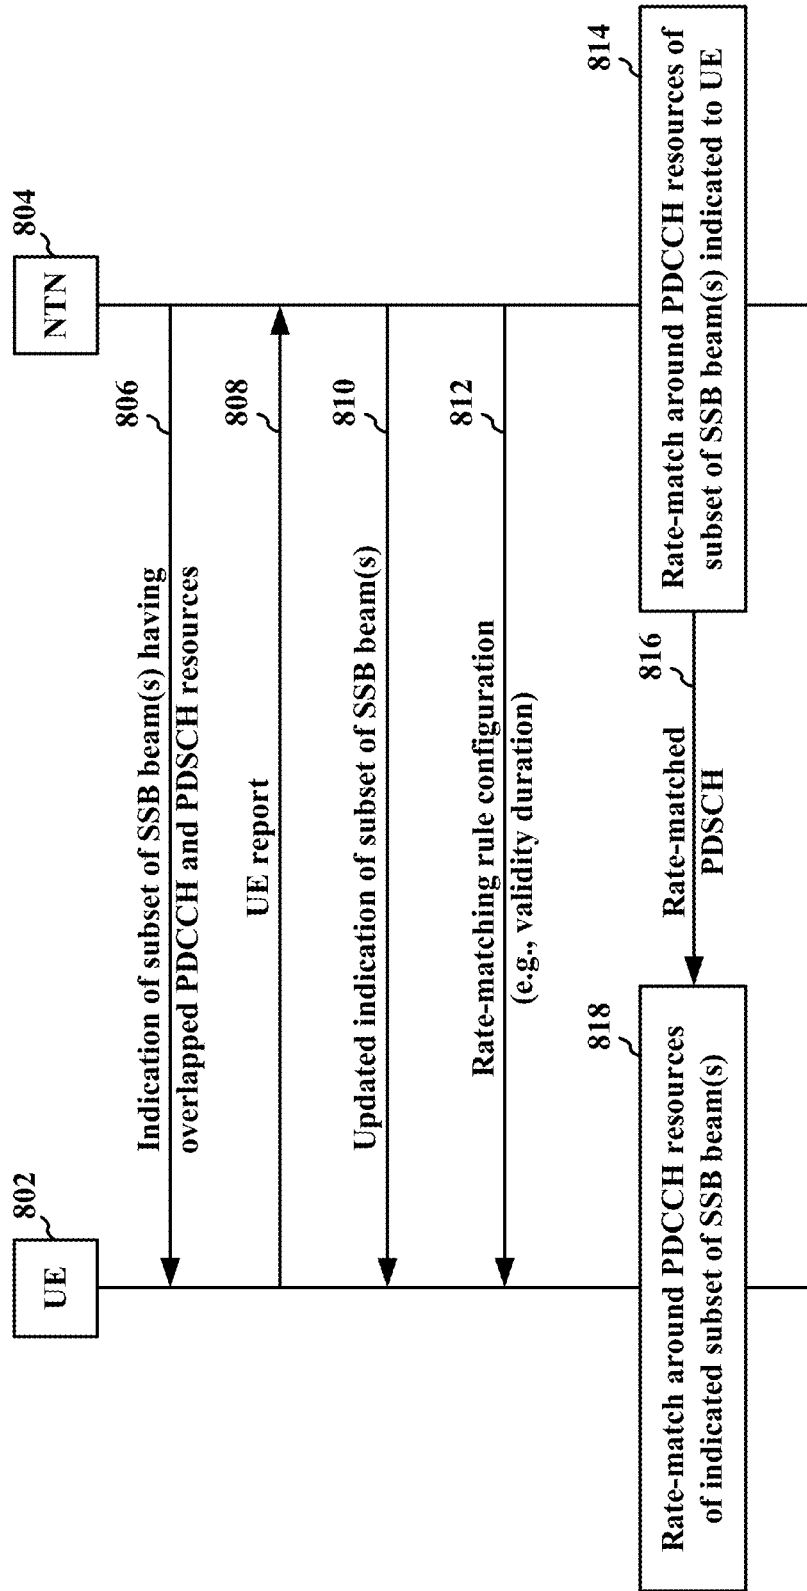 802
UE
804
NTN
Indication of subset of SSB beam(s) having
overlapped PDCCH and PDSCH resources
806
UE report
808
Updated indication of subset of SSB beam(s)
810
Rate-matching rule configuration
(e.g., validity duration)
812
814
Rate-match around PDCCH resources of
subset of SSB beam(s) indicated to UE
Rate-matched
PDSCH
816
818
Rate-match around PDCCH resources
of indicated subset of SSB beam(s)